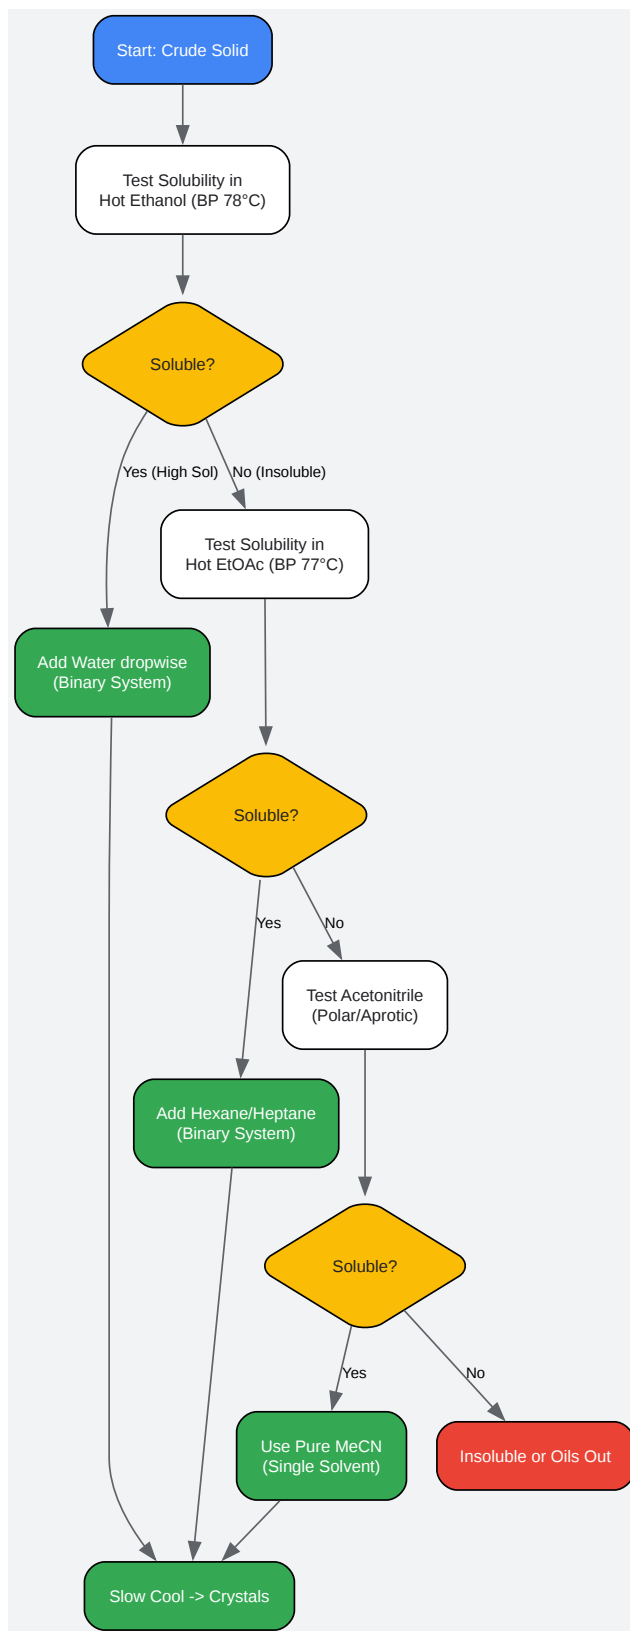 Start: Crude Solid
Test Solubility in
Hot Ethanol (BP 78°C)
Soluble?
Yes (High Sol)
No (Insoluble)
Test Solubility in
Hot EtOAc (BP 77°C)
Add Water dropwise
(Binary System)
Soluble?
Yes
No
Test Acetonitrile
(Polar/Aprotic)
Add Hexane/Heptane
(Binary System)
Soluble?
Yes
No
Use Pure MeCN
(Single Solvent)
Insoluble or Oils Out
Slow Cool -> Crystals